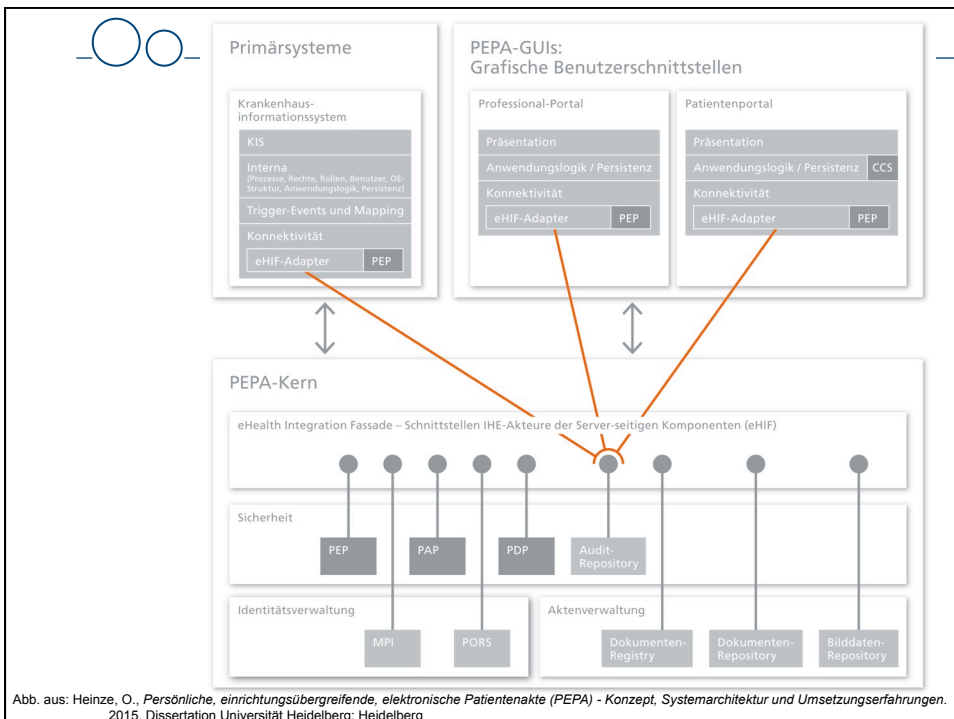 Primärsysteme
Krankenhaus-
informationssystem
KIS
Interna
(Prozesse, Rechte, Rollen, Benutzer, OE-
Struktur, Anwendungslogik, Persistenz)
Trigger-Events und Mapping
Konnektivität
eHIF-Adapter
PEP
PEPA-GUIs:
Grafische Benutzerschnittstellen
Professional-Portal
Präsentation
Anwendungslogik / Persistenz
Konnektivität
eHIF-Adapter
PEP
Patientenportal
Präsentation
Anwendungslogik / Persistenz
CCS
Konnektivität
eHIF-Adapter
PEP
PEPA-Kern
eHealth Integration Fassade – Schnittstellen IHE-Akteure der Server-seitigen Komponenten (eHIF)
Sicherheit
PEP
PAP
PDP
Audit-
Repository
Identitätsverwaltung
MPI
PORS
Aktenverwaltung
Dokumenten-
Registry
Dokumenten-
Repository
Bilddaten-
Repository
Abb. aus: Heinze, O., Persönliche, einrichtungsübergreifende, elektronische Patientenakte (PEPA) - Konzept, Systemarchitektur und Umsetzungserfahrungen.
2015, Dissertation Universität Heidelberg: Heidelberg